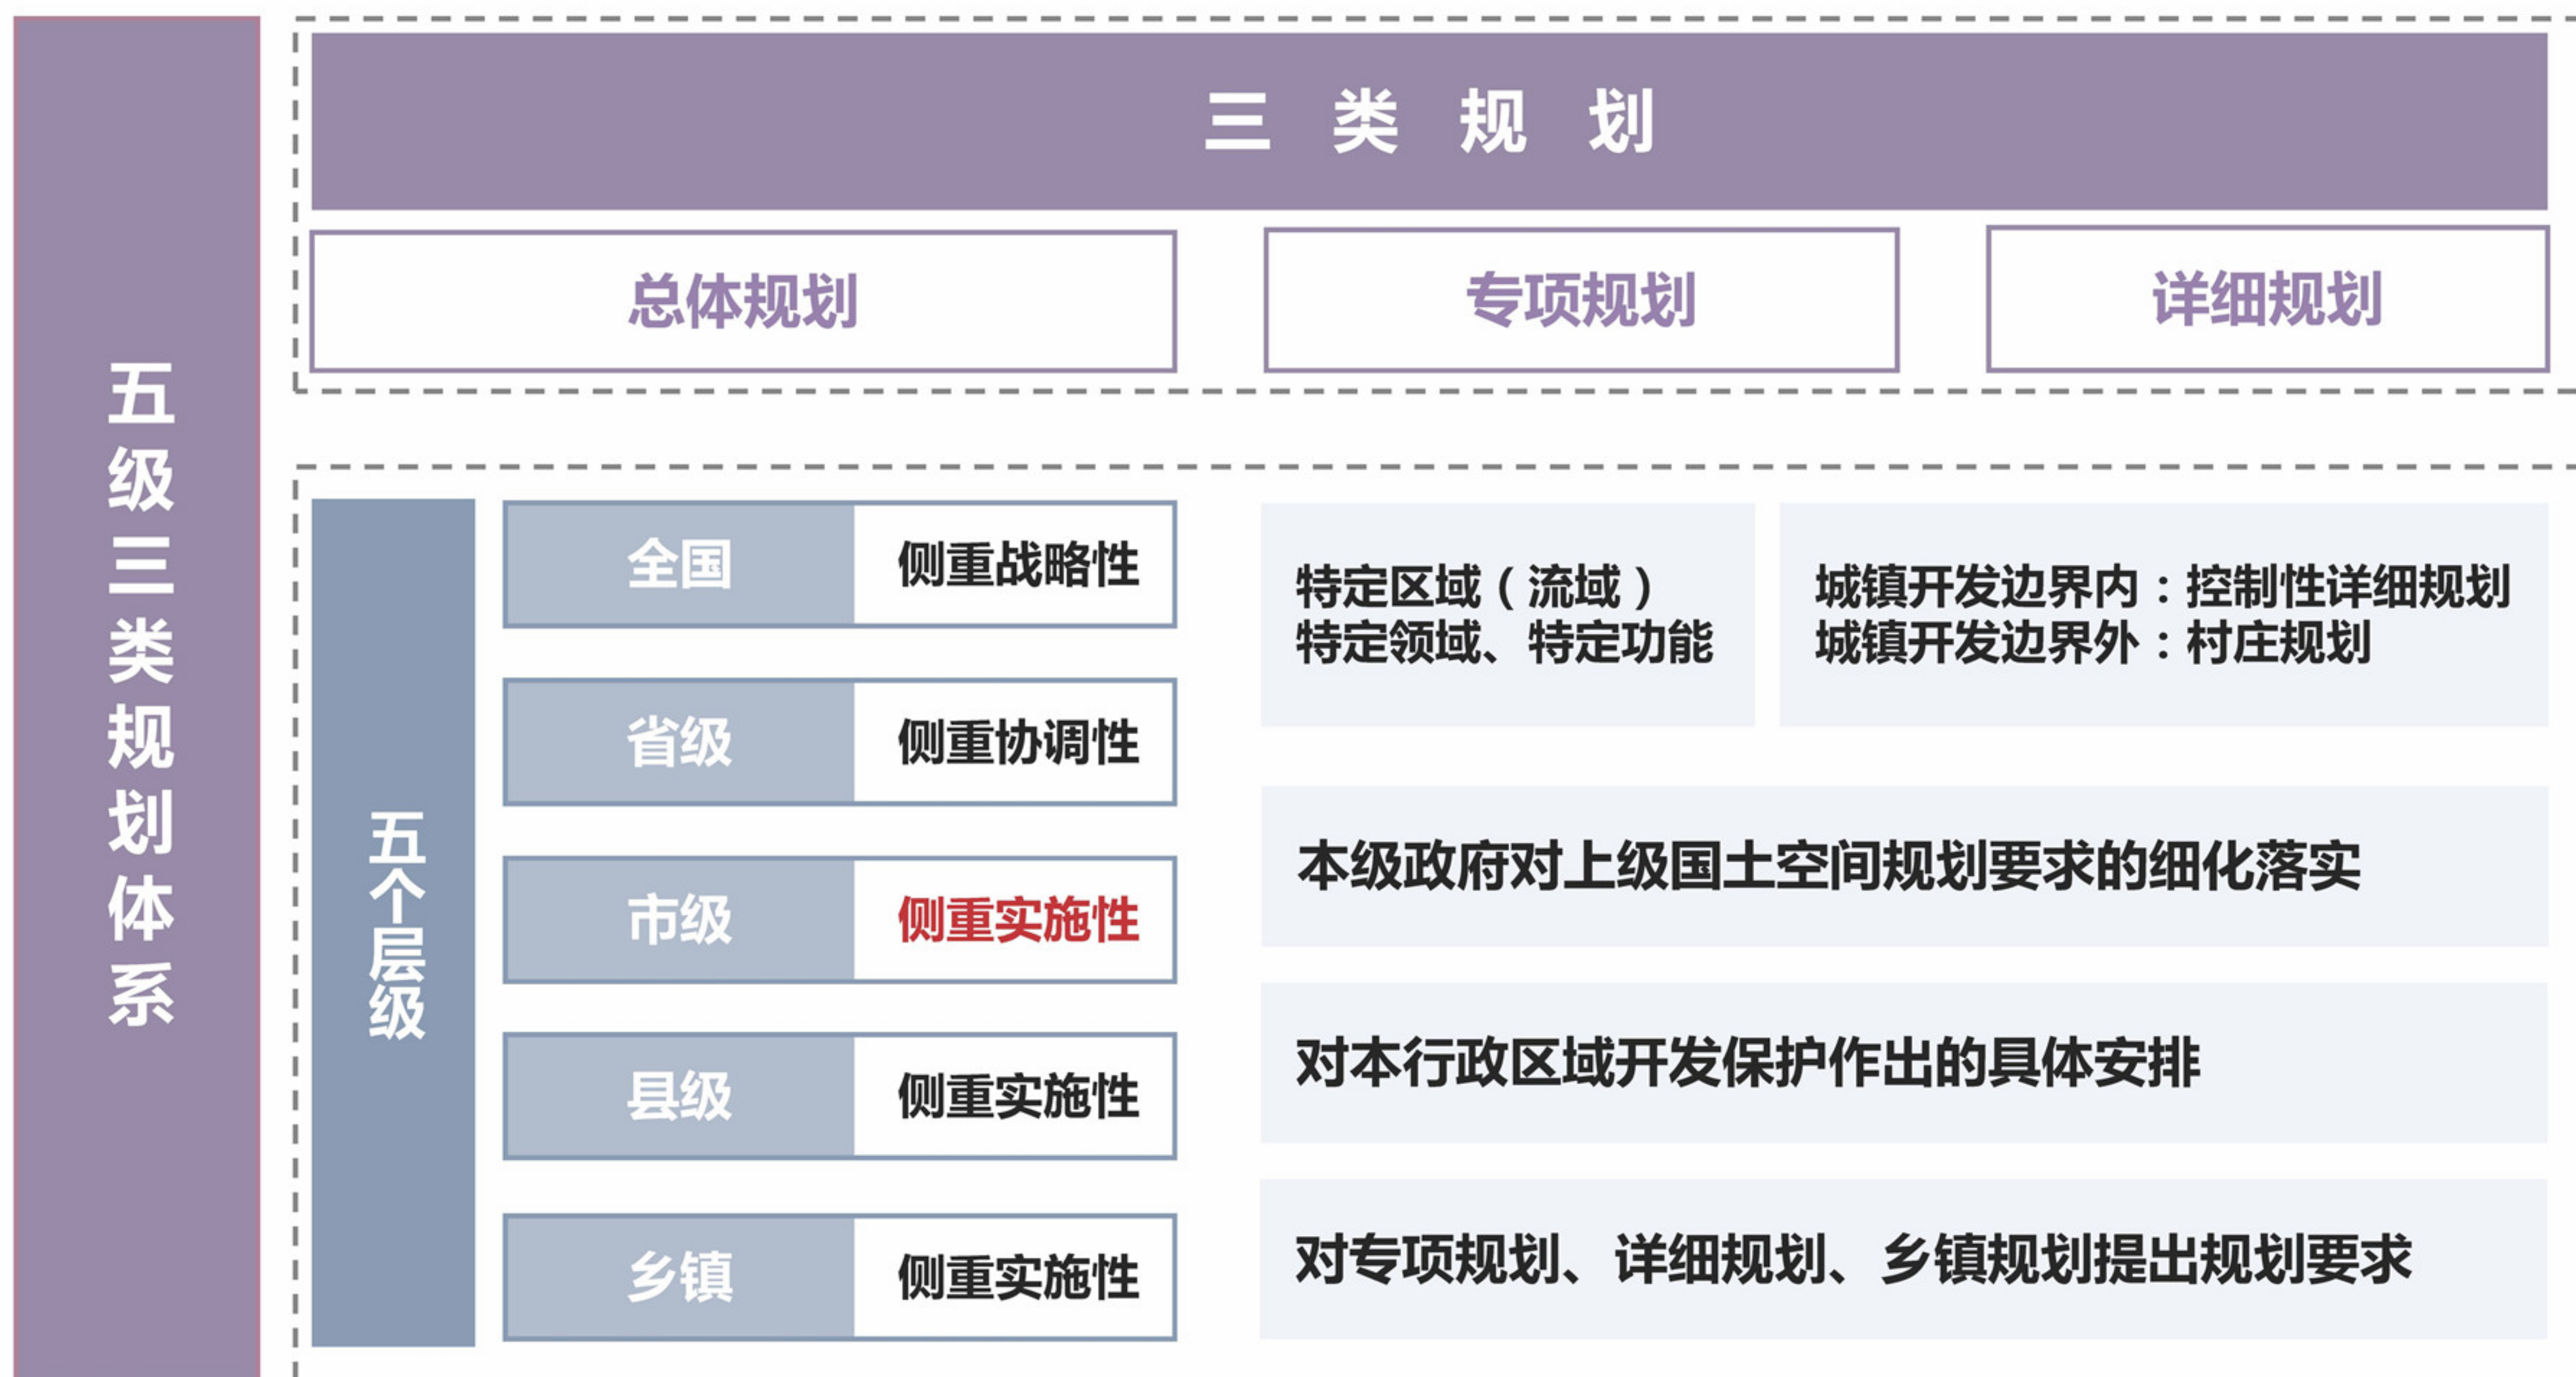 五级三类规划体系
三类规划
总体规划
专项规划
详细规划
五个层级
全国
侧重战略性
省级
侧重协调性
市级
侧重实施性
县级
侧重实施性
乡镇
侧重实施性
特定区域（流域）
特定领域、特定功能
城镇开发边界内：控制性详细规划
城镇开发边界外：村庄规划
本级政府对上级国土空间规划要求的细化落实
对本行政区域开发保护作出的具体安排
对专项规划、详细规划、乡镇规划提出规划要求